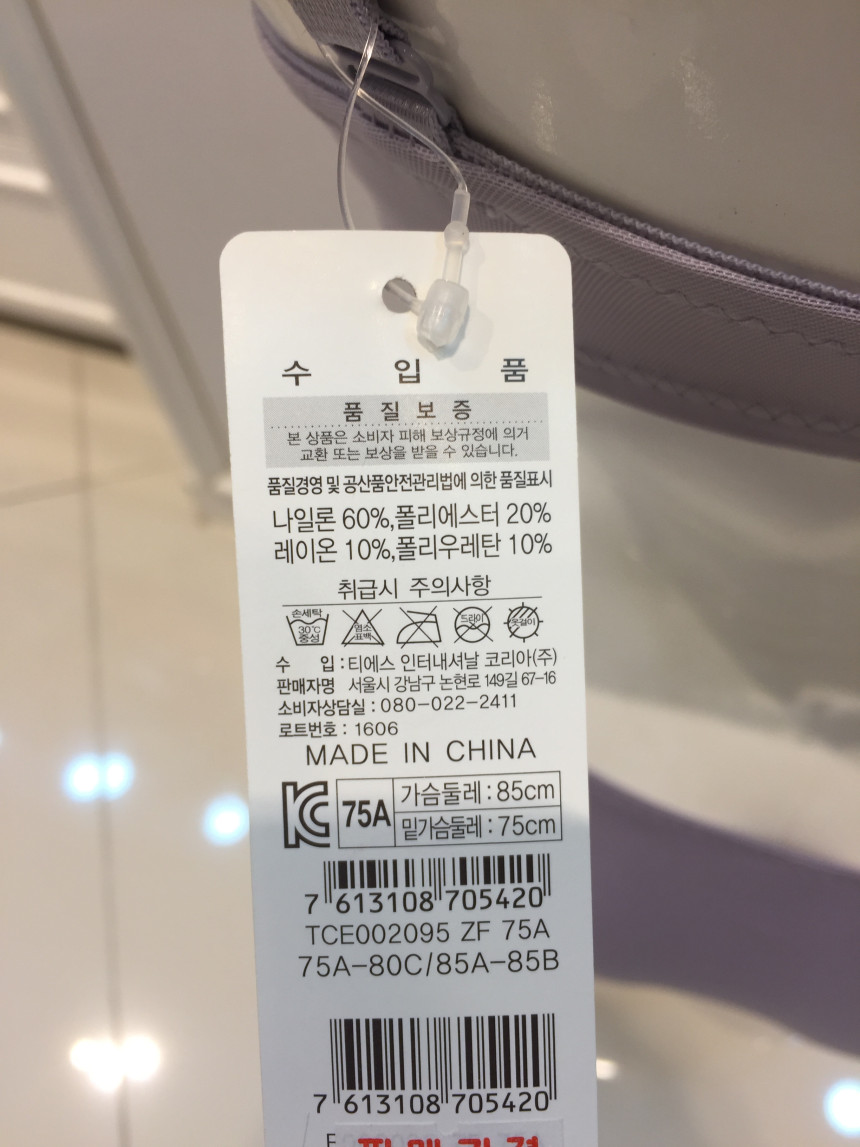 수 입 품
품 질 보 증
본 상품은 소비자 피해 보상규정에 의거
교환 또는 보상을 받을 수 있습니다.
품질경영 및 공산품안전관리법에 의한 품질표시
나일론 60%,폴리에스터 20%
레이온 10%,폴리우레탄 10%
취급시 주의사항
손세탁 30℃ 중성 염소 표백 드라이 옷걸이
수 입 : 티에스 인터내셔날 코리아(주)
판매자명 서울시 강남구 논현로 149길 67-16
소비자상담실 : 080-022-2411
로트번호 : 1606
MADE IN CHINA
KC 75A 가슴둘레 : 85cm
밑가슴둘레 : 75cm
7 613108 705420
TCE002095 ZF 75A
75A-80C/85A-85B
7 613108 705420